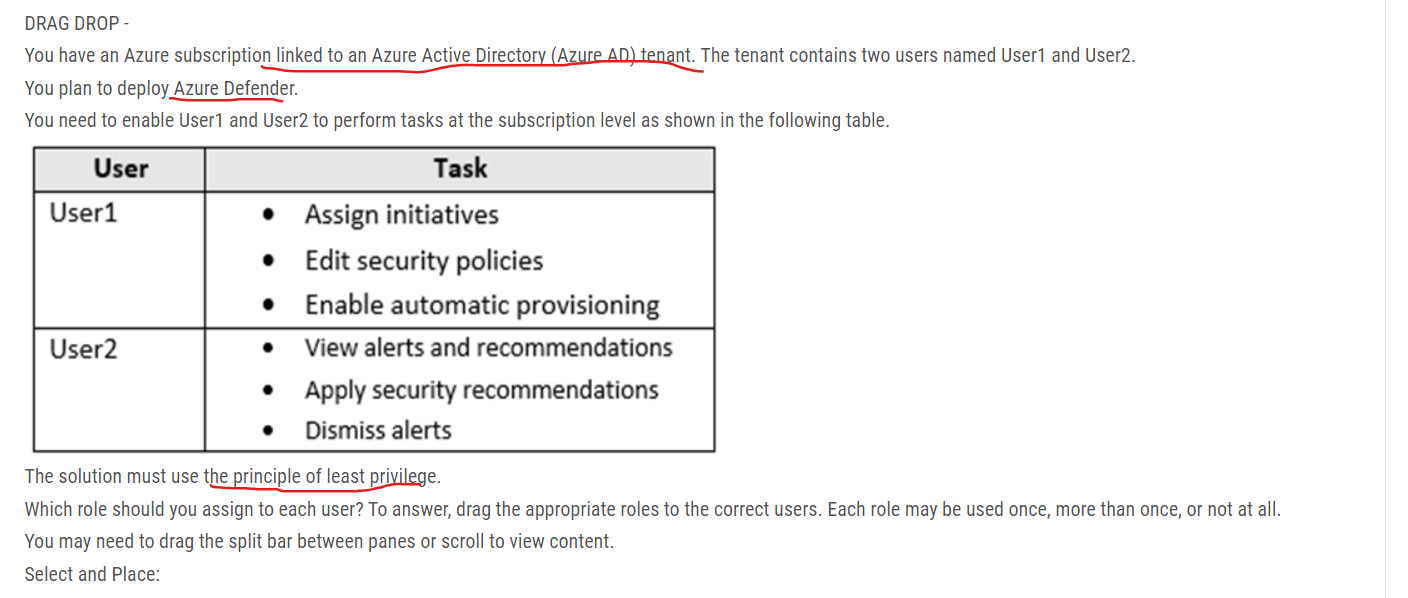 DRAG DROP -
You have an Azure subscription linked to an Azure Active Directory (Azure AD) tenant. The tenant contains two users named User1 and User2.
You plan to deploy Azure Defender.
You need to enable User1 and User2 to perform tasks at the subscription level as shown in the following table.
User Task
User1 • Assign initiatives
• Edit security policies
• Enable automatic provisioning
User2 • View alerts and recommendations
• Apply security recommendations
• Dismiss alerts
The solution must use the principle of least privilege.
Which role should you assign to each user? To answer, drag the appropriate roles to the correct users. Each role may be used once, more than once, or not at all.
You may need to drag the split bar between panes or scroll to view content.
Select and Place: